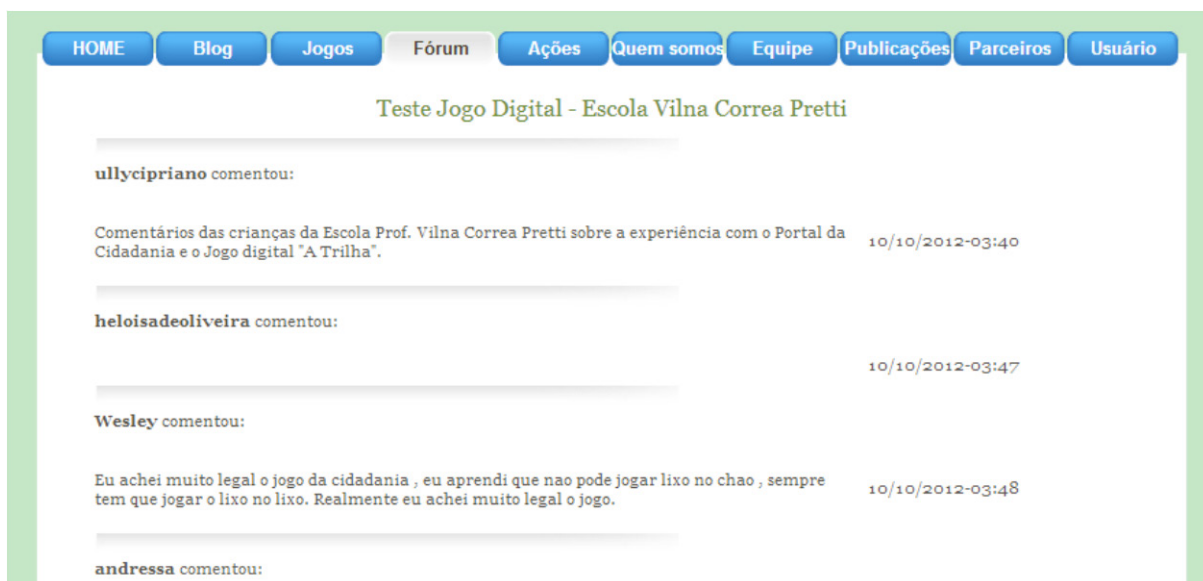 HOME Blog Jogos Fórum Ações Quem somos Equipe Publicações Parceiros Usuário
Teste Jogo Digital - Escola Vilna Correa Pretti
ullycipriano comentou:
Comentários das crianças da Escola Prof. Vilna Correa Pretti sobre a experiência com o Portal da
Cidadania e o Jogo digital "A Trilha".
10/10/2012-03:40
heloisadeoliveira comentou:
10/10/2012-03:47
Wesley comentou:
Eu achei muito legal o jogo da cidadania , eu aprendi que nao pode jogar lixo no chao , sempre
tem que jogar o lixo no lixo. Realmente eu achei muito legal o jogo.
10/10/2012-03:48
andressa comentou: